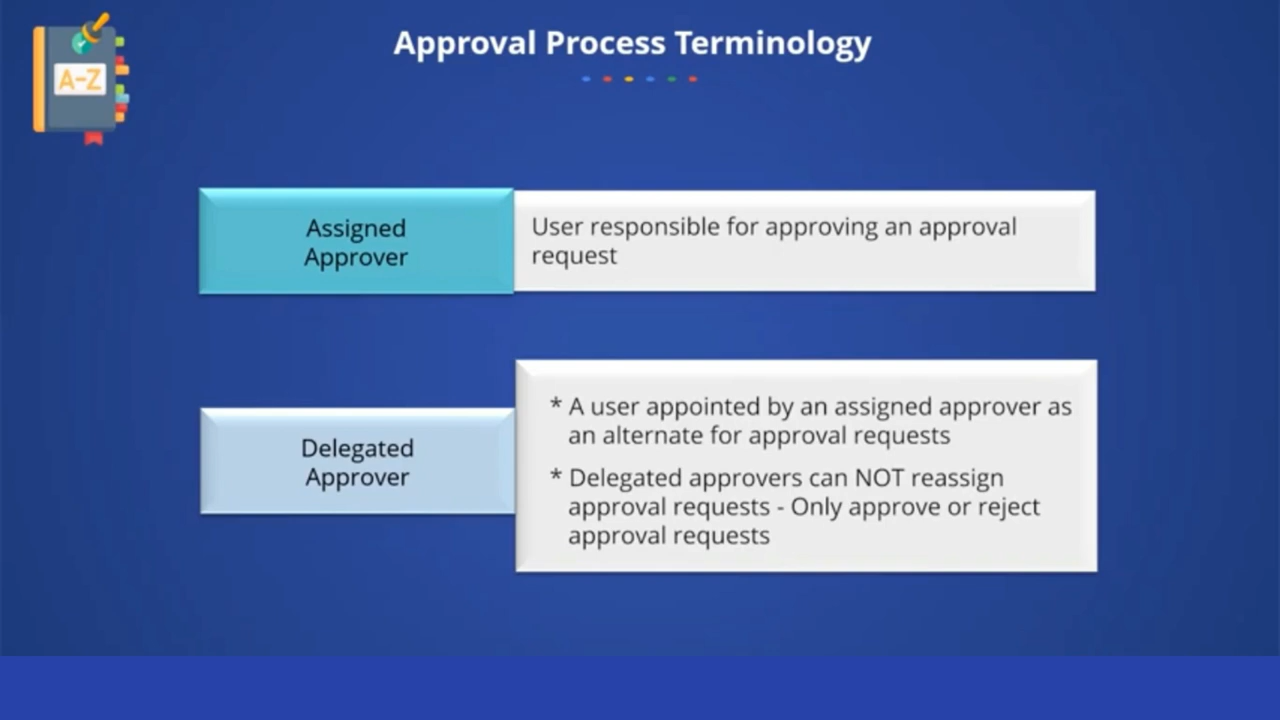 Approval Process Terminology
A-Z
Assigned
Approver
User responsible for approving an approval
request
Delegated
Approver
* A user appointed by an assigned approver as
an alternate for approval requests
* Delegated approvers can NOT reassign
approval requests - Only approve or reject
approval requests